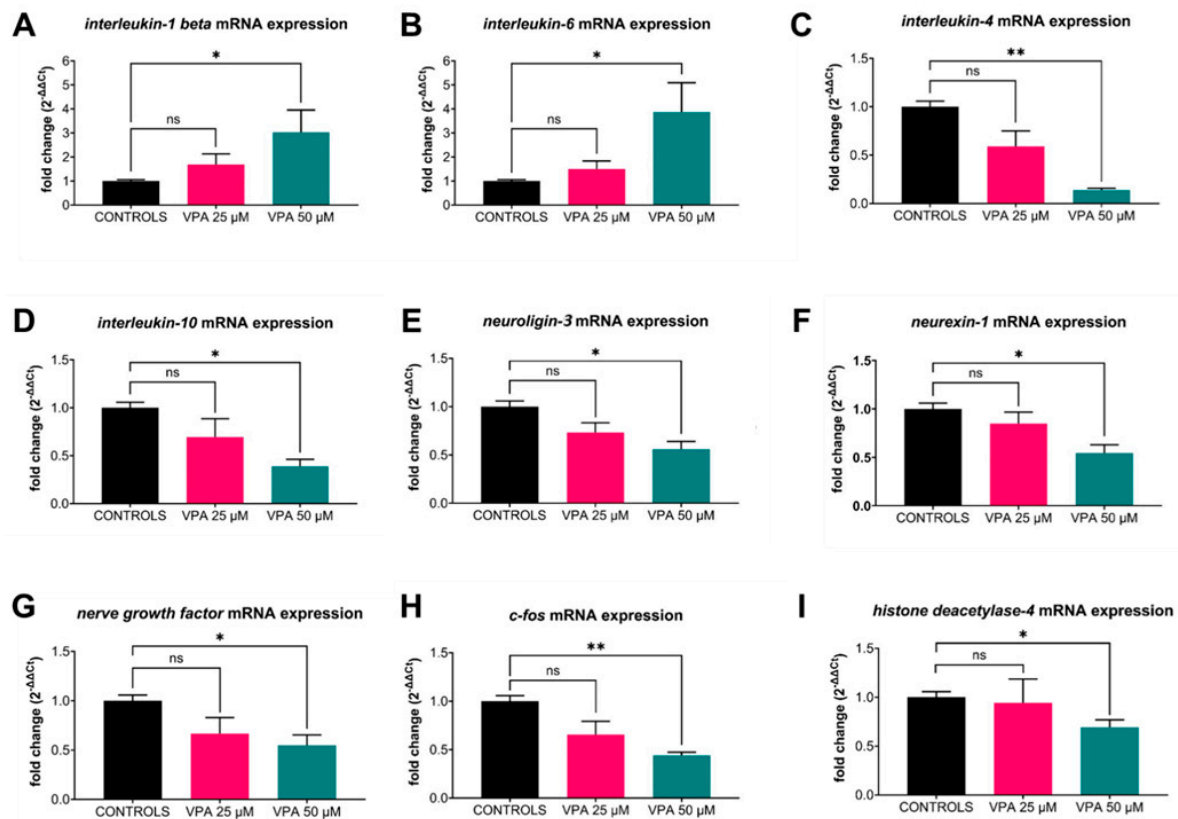 A
interleukin-1 beta mRNA expression
fold change (2^-ΔΔCt)
6
5
4
3
2
1
0
*
ns
CONTROLS VPA 25 µM VPA 50 µM
B
interleukin-6 mRNA expression
fold change (2^-ΔΔCt)
6
5
4
3
2
1
0
*
ns
CONTROLS VPA 25 µM VPA 50 µM
C
interleukin-4 mRNA expression
fold change (2^-ΔΔCt)
1.5
1.0
0.5
0.0
**
ns
CONTROLS VPA 25 µM VPA 50 µM
D
interleukin-10 mRNA expression
fold change (2^-ΔΔCt)
1.5
1.0
0.5
0.0
*
ns
CONTROLS VPA 25 µM VPA 50 µM
E
neuroligin-3 mRNA expression
fold change (2^-ΔΔCt)
1.5
1.0
0.5
0.0
*
ns
CONTROLS VPA 25 µM VPA 50 µM
F
neurexin-1 mRNA expression
fold change (2^-ΔΔCt)
1.5
1.0
0.5
0.0
*
ns
CONTROLS VPA 25 µM VPA 50 µM
G
nerve growth factor mRNA expression
fold change (2^-ΔΔCt)
1.5
1.0
0.5
0.0
*
ns
CONTROLS VPA 25 µM VPA 50 µM
H
c-fos mRNA expression
fold change (2^-ΔΔCt)
1.5
1.0
0.5
0.0
**
ns
CONTROLS VPA 25 µM VPA 50 µM
I
histone deacetylase-4 mRNA expression
fold change (2^-ΔΔCt)
1.5
1.0
0.5
0.0
*
ns
CONTROLS VPA 25 µM VPA 50 µM